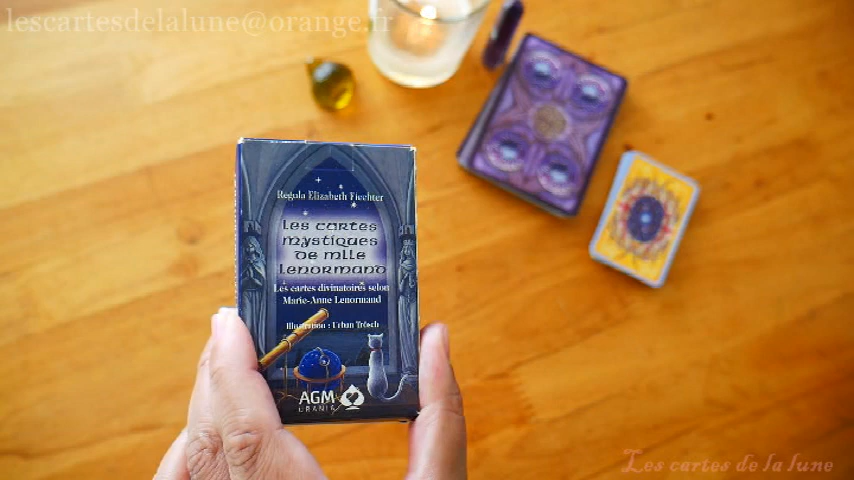 lescartesdelalune@orange.fr
Regula Elizabeth Fiechter
Les cartes
mystiques
de mlle
Lenormand
Les cartes divinatoires selon
Marie-Anne Lenormand
Illustration : Urban Trösch
AGM
URANIA
Les cartes de la lune